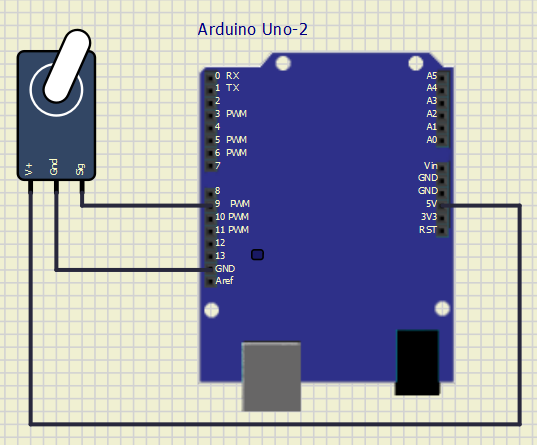 Arduino Uno-2
V+
Gnd
Sig
0 RX
1 TX
2
3 PWM
4
5 PWM
6 PWM
7
8
9 PWM
10 PWM
11 PWM
12
13
GND
Aref
A5
A4
A3
A2
A1
A0
Vin
GND
GND
5V
3V3
RST